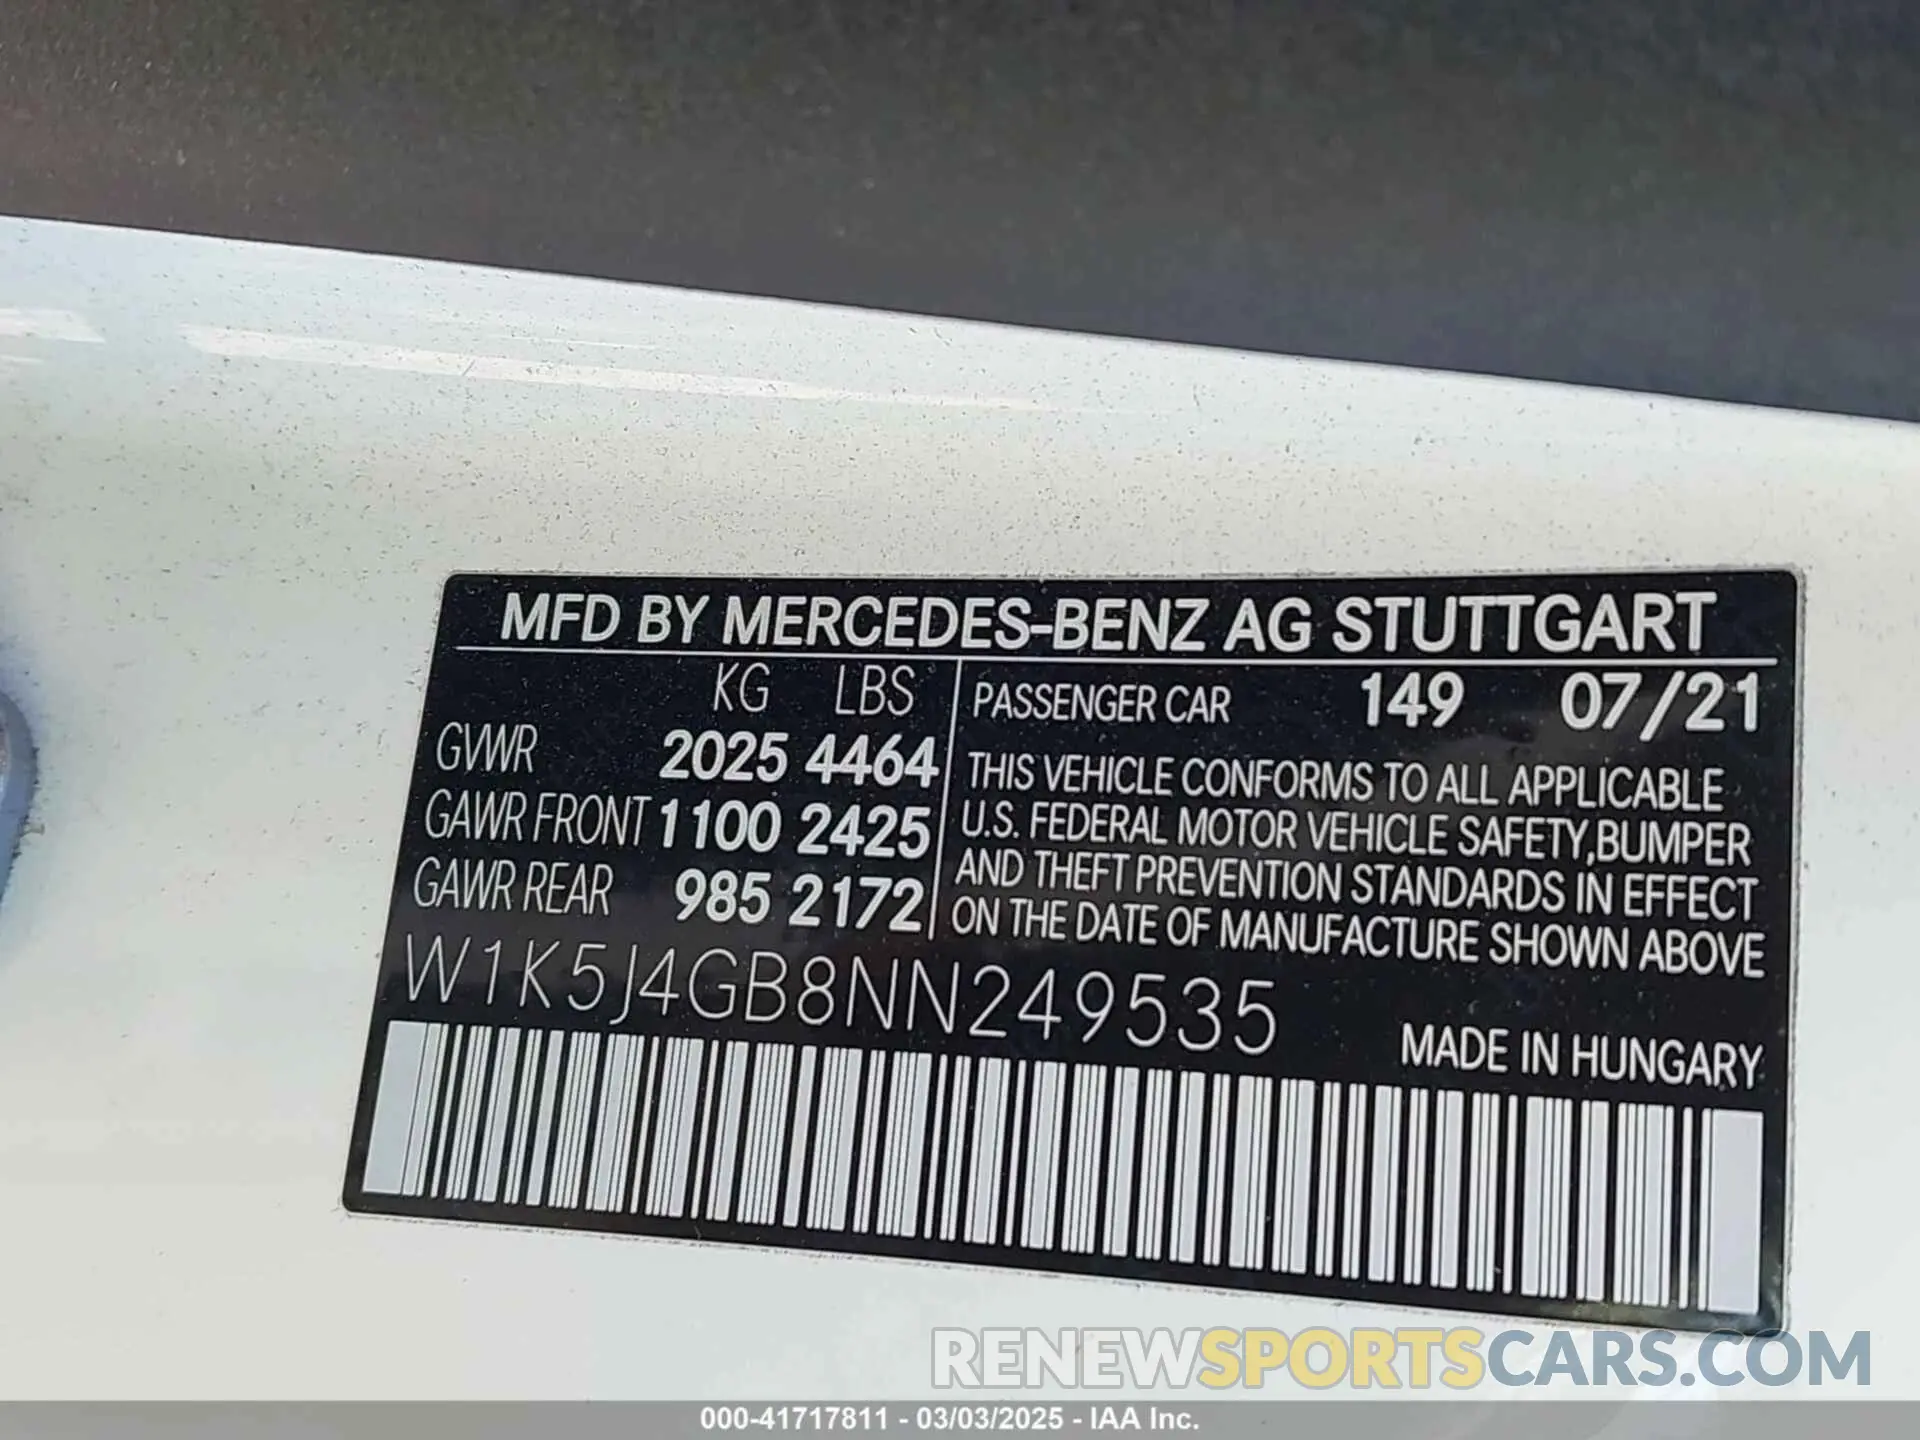 MFD BY MERCEDES-BENZ AG STUTTGART
KG LBS
GVWR 2025 4464
GAWR FRONT 1100 2425
GAWR REAR 985 2172
PASSENGER CAR 149 07/21
THIS VEHICLE CONFORMS TO ALL APPLICABLE
U.S. FEDERAL MOTOR VEHICLE SAFETY,BUMPER
AND THEFT PREVENTION STANDARDS IN EFFECT
ON THE DATE OF MANUFACTURE SHOWN ABOVE
W1K5J4GB8NN249535
MADE IN HUNGARY
RENEWSPORTSCARS.COM
000-41717811 - 03/03/2025 - IAA Inc.